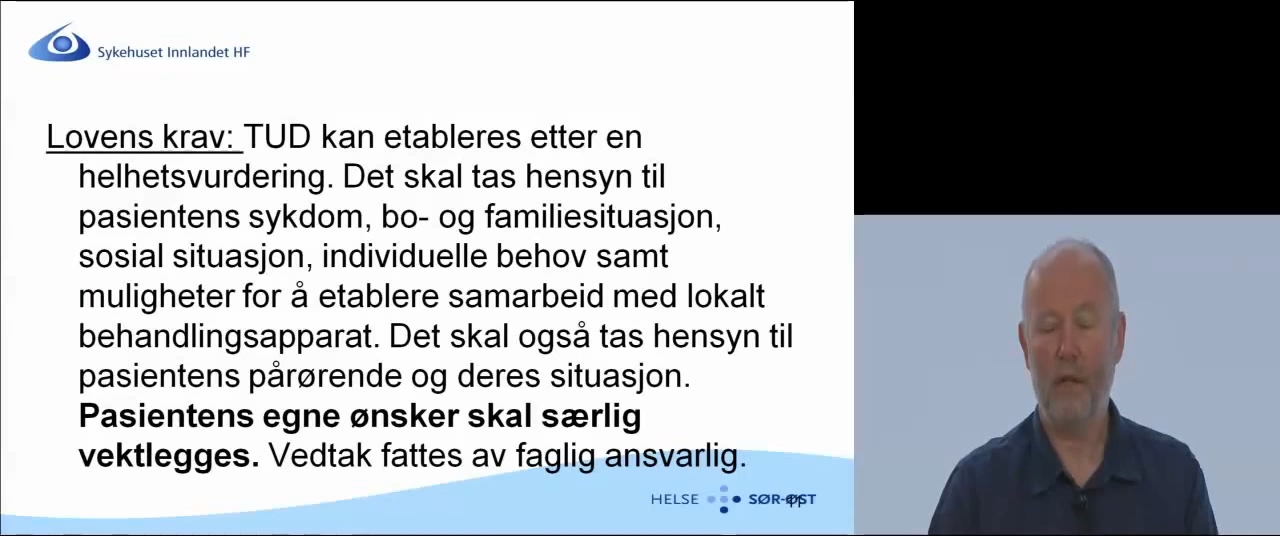 Sykehuset Innlandet HF
Lovens krav: TUD kan etableres etter en
helhetsvurdering. Det skal tas hensyn til
pasientens sykdom, bo- og familiesituasjon,
sosial situasjon, individuelle behov samt
muligheter for å etablere samarbeid med lokalt
behandlingsapparat. Det skal også tas hensyn til
pasientens pårørende og deres situasjon.
Pasientens egne ønsker skal særlig
vektlegges. Vedtak fattes av faglig ansvarlig.
HELSE SØR-ØST